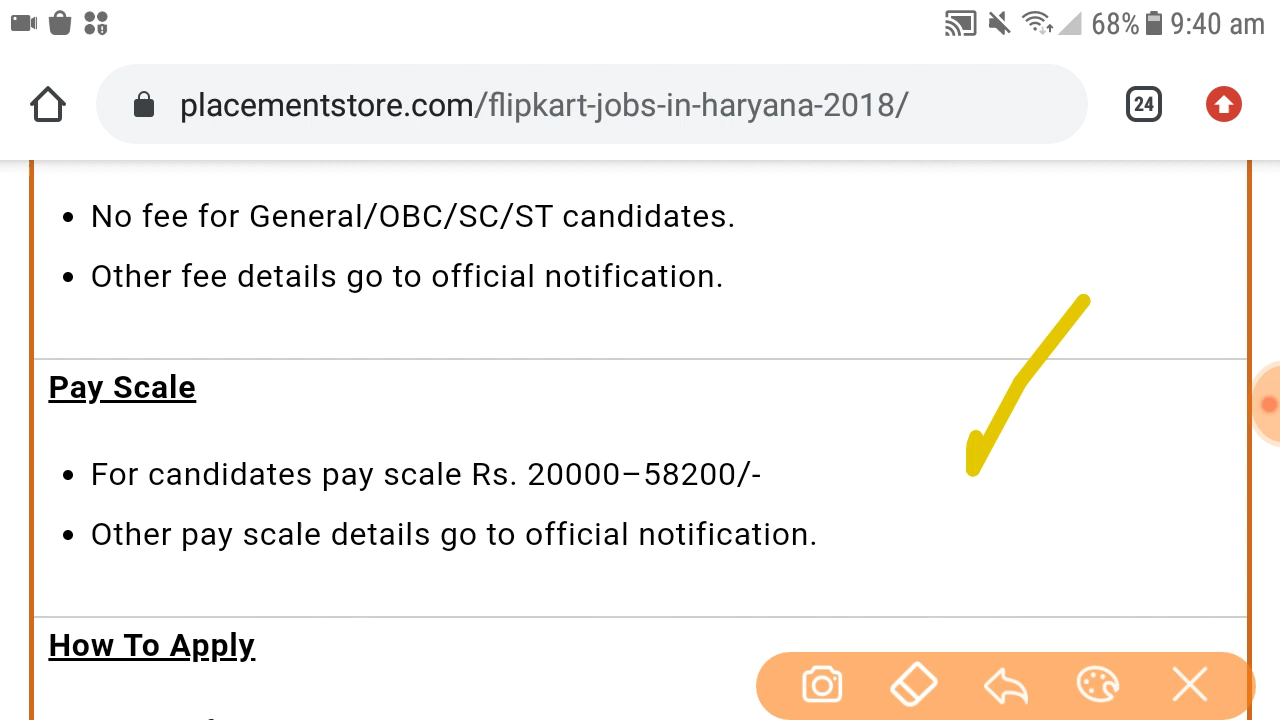 68% 9:40 am
placementstore.com/flipkart-jobs-in-haryana-2018/ 24
No fee for General/OBC/SC/ST candidates.
Other fee details go to official notification.
Pay Scale
For candidates pay scale Rs. 20000–58200/-
Other pay scale details go to official notification.
How To Apply